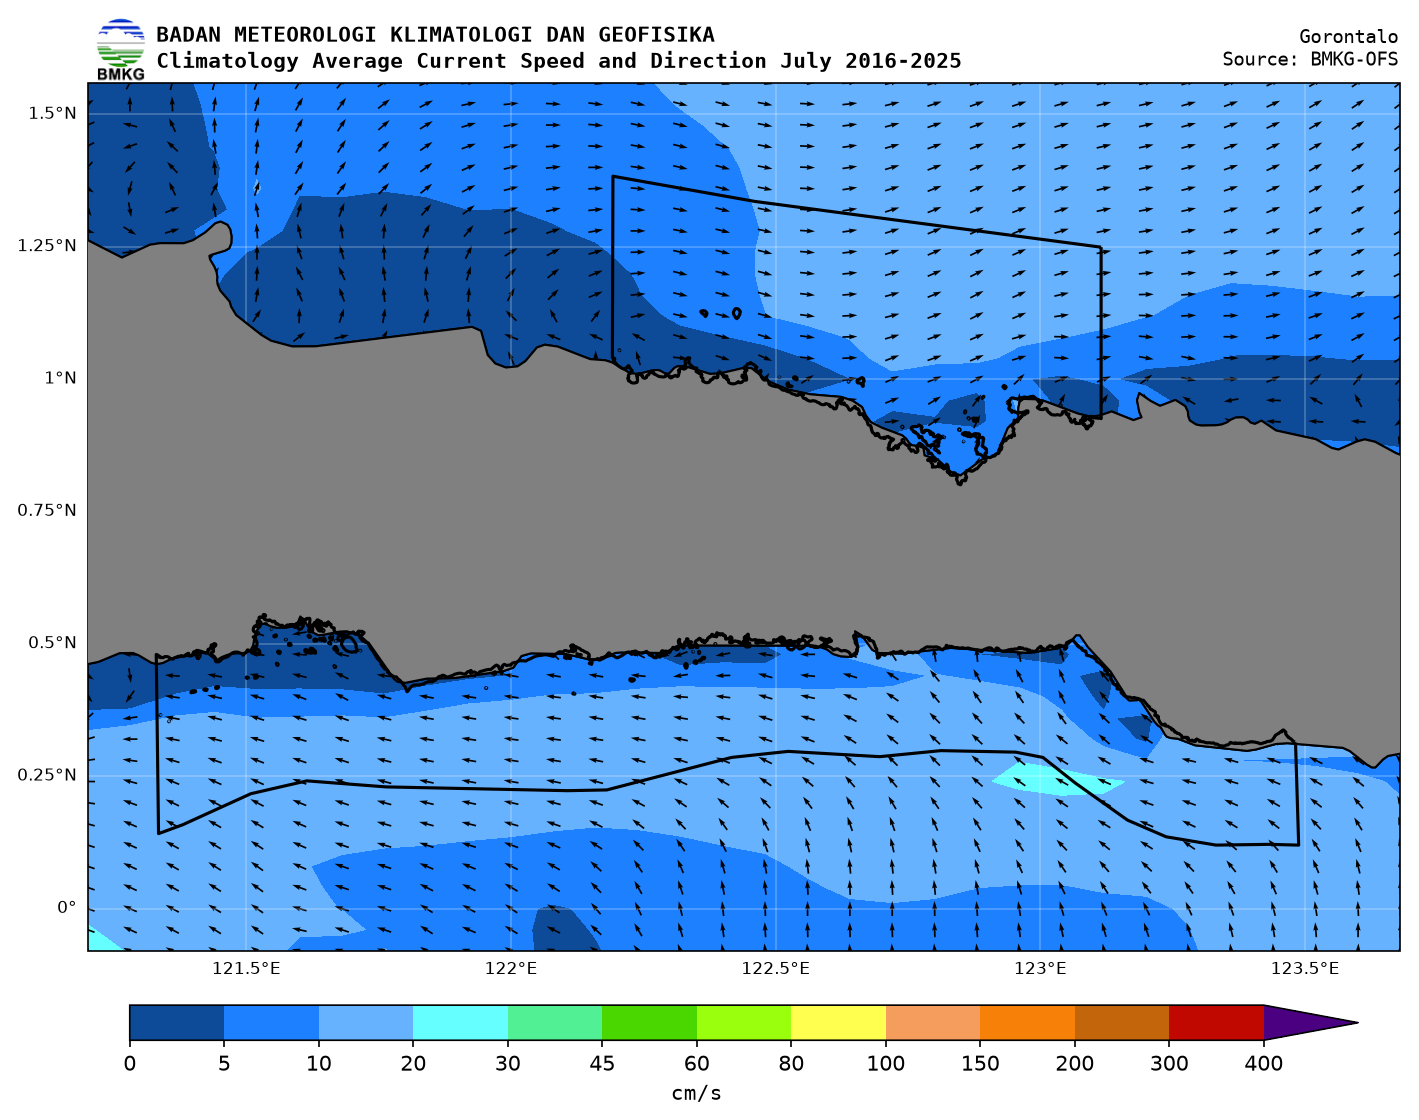 BADAN METEOROLOGI KLIMATOLOGI DAN GEOFISIKA
Climatology Average Current Speed and Direction July 2016-2025
BMKG
Gorontalo
Source: BMKG-OFS
1.5°N
1.25°N
1°N
0.75°N
0.5°N
0.25°N
0°
121.5°E 122°E 122.5°E 123°E 123.5°E
0 5 10 20 30 45 60 80 100 150 200 300 400
cm/s